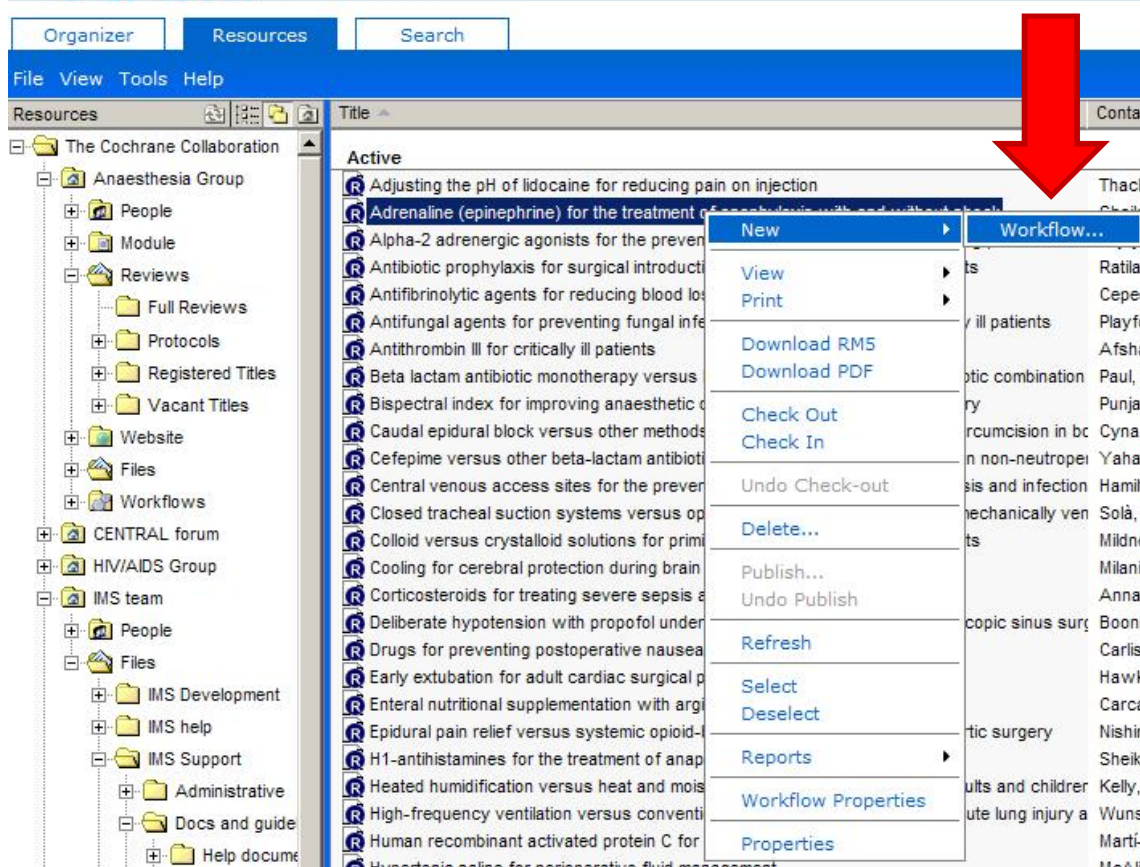 Organizer Resources Search
File View Tools Help
Resources
The Cochrane Collaboration
Anaesthesia Group
People
Module
Reviews
Full Reviews
Protocols
Registered Titles
Vacant Titles
Website
Files
Workflows
CENTRAL forum
HIV/AIDS Group
IMS team
People
Files
IMS Development
IMS help
IMS Support
Administrative
Docs and guide
Help docume
Title Conta
Active
Adjusting the pH of lidocaine for reducing pain on injection
Adrenaline (epinephrine) for the treatment
Alpha-2 adrenergic agonists for the preven
Antibiotic prophylaxis for surgical introducti ts Ratila
Antifibrinolytic agents for reducing blood los Cepe
Antifungal agents for preventing fungal infe y ill patients Playf
Antithrombin III for critically ill patients Afsh
Beta lactam antibiotic monotherapy versus otic combination Paul,
Bispectral index for improving anaesthetic ry Punja
Caudal epidural block versus other methods rcumcision in bo Cyna
Cefepime versus other beta-lactam antibioti n non-neutroper Yaha
Central venous access sites for the preven sis and infection Hamil
Closed tracheal suction systems versus op mechanically ven Solà,
Colloid versus crystalloid solutions for primi ts Mildn
Cooling for cerebral protection during brain Milani
Corticosteroids for treating severe sepsis a Anna
Deliberate hypotension with propofol under copic sinus surg Boon
Drugs for preventing postoperative nausea Carlis
Early extubation for adult cardiac surgical p Hawk
Enteral nutritional supplementation with argi Carca
Epidural pain relief versus systemic opioid- tic surgery Nishi
H1-antihistamines for the treatment of anap Sheik
Heated humidification versus heat and mois ults and children Kelly,
High-frequency ventilation versus conventi ute lung injury a Wuns
Human recombinant activated protein C for Martí-
New
Workflow...
View
Print
Download RM5
Download PDF
Check Out
Check In
Undo Check-out
Delete...
Publish...
Undo Publish
Refresh
Select
Deselect
Reports
Workflow Properties
Properties